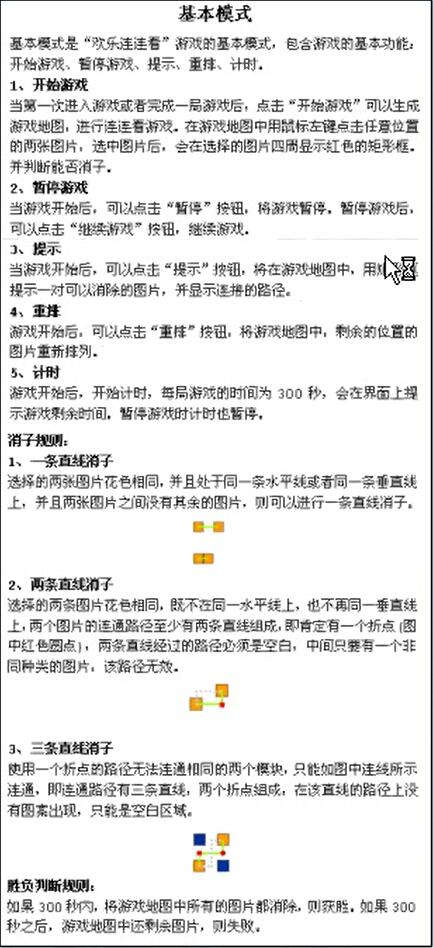 基本模式
基本模式是“欢乐连连看”游戏的基本模式，包含游戏的基本功能：
开始游戏、暂停游戏、提示、重排、计时。
1、开始游戏
当第一次进入游戏或者完成一局游戏后，点击“开始游戏”可以生成
游戏地图，进行连连看游戏。在游戏地图中用鼠标左键点击任意位置
的两张图片，选中图片后，会在选择的图片四周显示红色的矩形框。
并判断能否消子。
2、暂停游戏
当游戏开始后，可以点击“暂停”按钮，将游戏暂停。暂停游戏后，
可以点击“继续游戏”按钮，继续游戏。
3、提示
当游戏开始后，可以点击“提示”按钮，将在游戏地图中，用
提示一对可以消除的图片，并显示连接的路径。
4、重排
游戏开始后，可以点击“重排”按钮，将游戏地图中，剩余的位置的
图片重新排列。
5、计时
游戏开始后，开始计时，每局游戏的时间为 300 秒，会在界面上提
示游戏剩余时间。暂停游戏时计时也暂停。
消子规则：
1、一条直线消子
选择的两张图片花色相同，并且处于同一条水平线或者同一条垂直线
上，并且两张图片之间没有其余的图片，则可以进行一条直线消子。
2、两条直线消子
选择的两条图片花色相同，既不在同一水平线上，也不再同一垂直线
上，两个图片的连通路径至少有两条直线组成，即肯定有一个折点（图
中红色圆点），两条直线经过的路径必须是空白，中间只要有一个非
同种类的图片，该路径无效。
3、三条直线消子
使用一个折点的路径无法连通相同的两个模块，只能如图中连线所示
连通，即连通路径有三条直线，两个折点组成，在该直线的路径上没
有图案出现，只能是空白区域。
胜负判断规则：
如果 300 秒内，将游戏地图中所有的图片都消除，则获胜。如果 300
秒之后，游戏地图中还剩余图片，则失败。